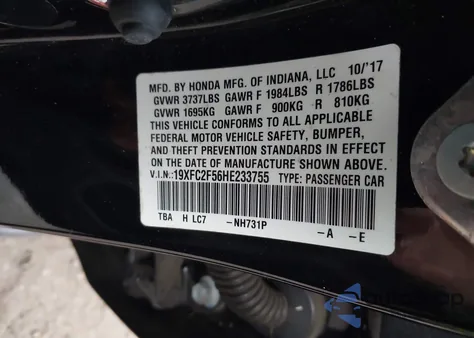 MFD. BY HONDA MFG. OF INDIANA, LLC 10/'17
GVWR 3737LBS GAWR F 1984LBS R 1786LBS
GVWR 1695KG GAWR F 900KG R 810KG
THIS VEHICLE CONFORMS TO ALL APPLICABLE
FEDERAL MOTOR VEHICLE SAFETY, BUMPER,
AND THEFT PREVENTION STANDARDS IN EFFECT
ON THE DATE OF MANUFACTURE SHOWN ABOVE.
V.I.N.:19XFC2F56HE233755 TYPE: PASSENGER CAR
TBA H LC7 -NH731P -A -E